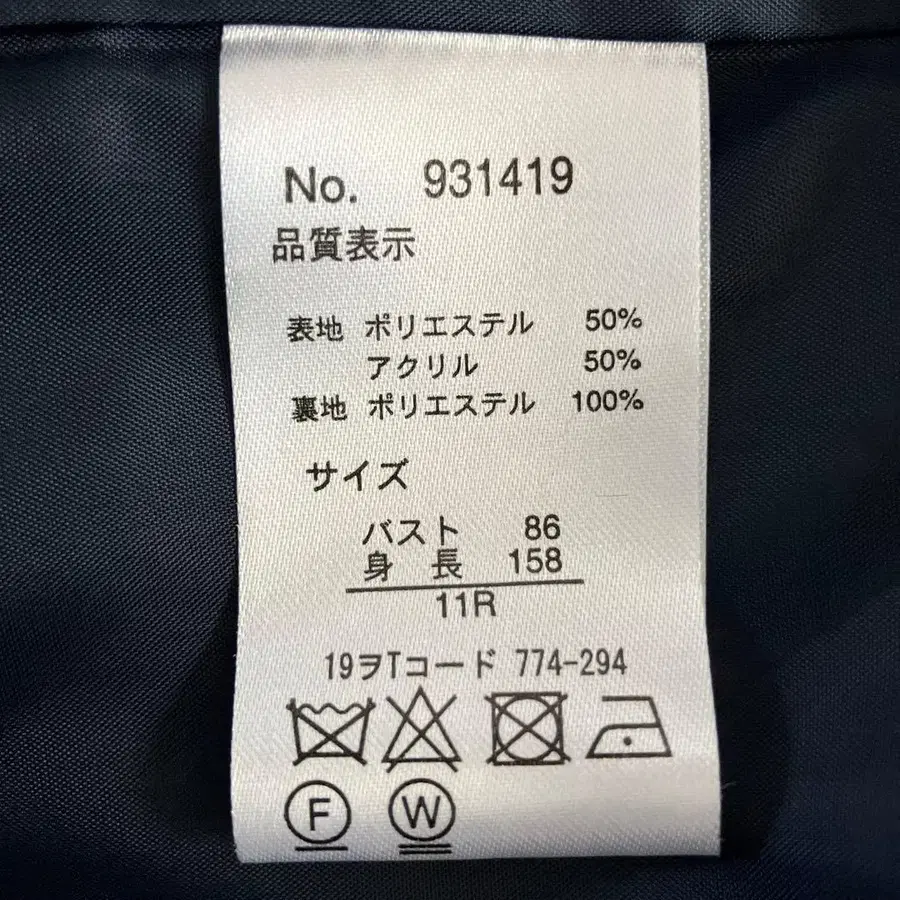 No. 931419
品質表示
表地 ポリエステル 50%
アクリル 50%
裏地 ポリエステル 100%
サイズ
バスト 86
身 長 158
11R
19ヲTコード 774-294
F W